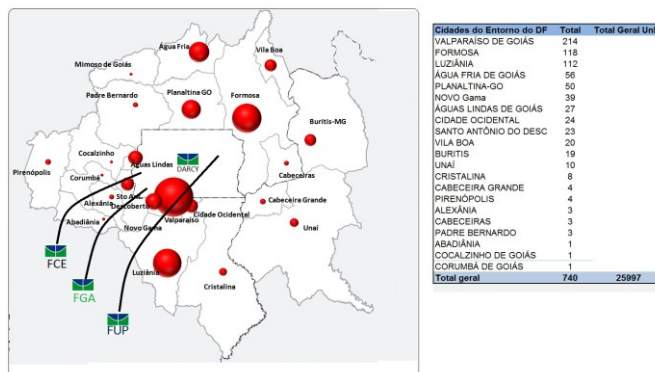 Água Fria
Vila Boa
Mimoso de Goiás
Padre Bernardo
Planaltina GO
Formosa
Buritis-MG
Cocalzinho
Águas Lindas
DARCY
Pirenópolis
Corumbá
Cabeceiras
Alexânia
Sto Ant.
Descoberto
Cabeceira Grande
Abadiânia
Valparaíso
Cidade Ocidental
Novo Gama
Unaí
FCE
Luziânia
Cristalina
FGA
FUP
Cidades do Entorno do DF Total Total Geral UnB
VALPARAÍSO DE GOIÁS 214
FORMOSA 118
LUZIÂNIA 112
ÁGUA FRIA DE GOIÁS 56
PLANALTINA-GO 50
NOVO Gama 39
ÁGUAS LINDAS DE GOIÁS 27
CIDADE OCIDENTAL 24
SANTO ANTÔNIO DO DESC 23
VILA BOA 20
BURITIS 19
UNAÍ 10
CRISTALINA 8
CABECEIRA GRANDE 4
PIRENÓPOLIS 4
ALEXÂNIA 3
CABECEIRAS 3
PADRE BERNARDO 3
ABADIÂNIA 1
COCALZINHO DE GOIÁS 1
CORUMBÁ DE GOIÁS 1
Total geral 740 25997